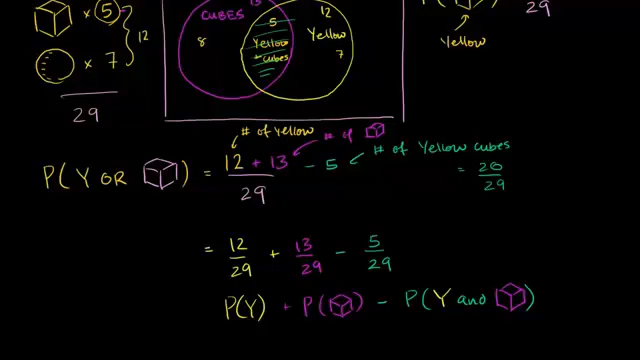 × 5
12
× 7
29
CUBES 13
12
8
5
Yellow
cubes
Yellow
7
P(
29
Yellow
# of Yellow
# of
P(Y OR ) = 12 + 13 - 5
29
# of Yellow cubes
= 20
29
= 12/29 + 13/29 - 5/29
P(Y) + P( ) - P(Y and )